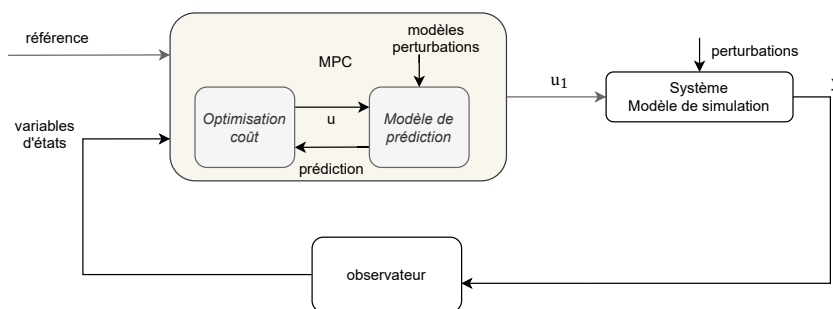 référence
modèles
perturbations
MPC
perturbations
u₁
Système
Modèle de simulation
Optimisation
coût
u
Modèle de
prédiction
variables
d'états
prédiction
observateur